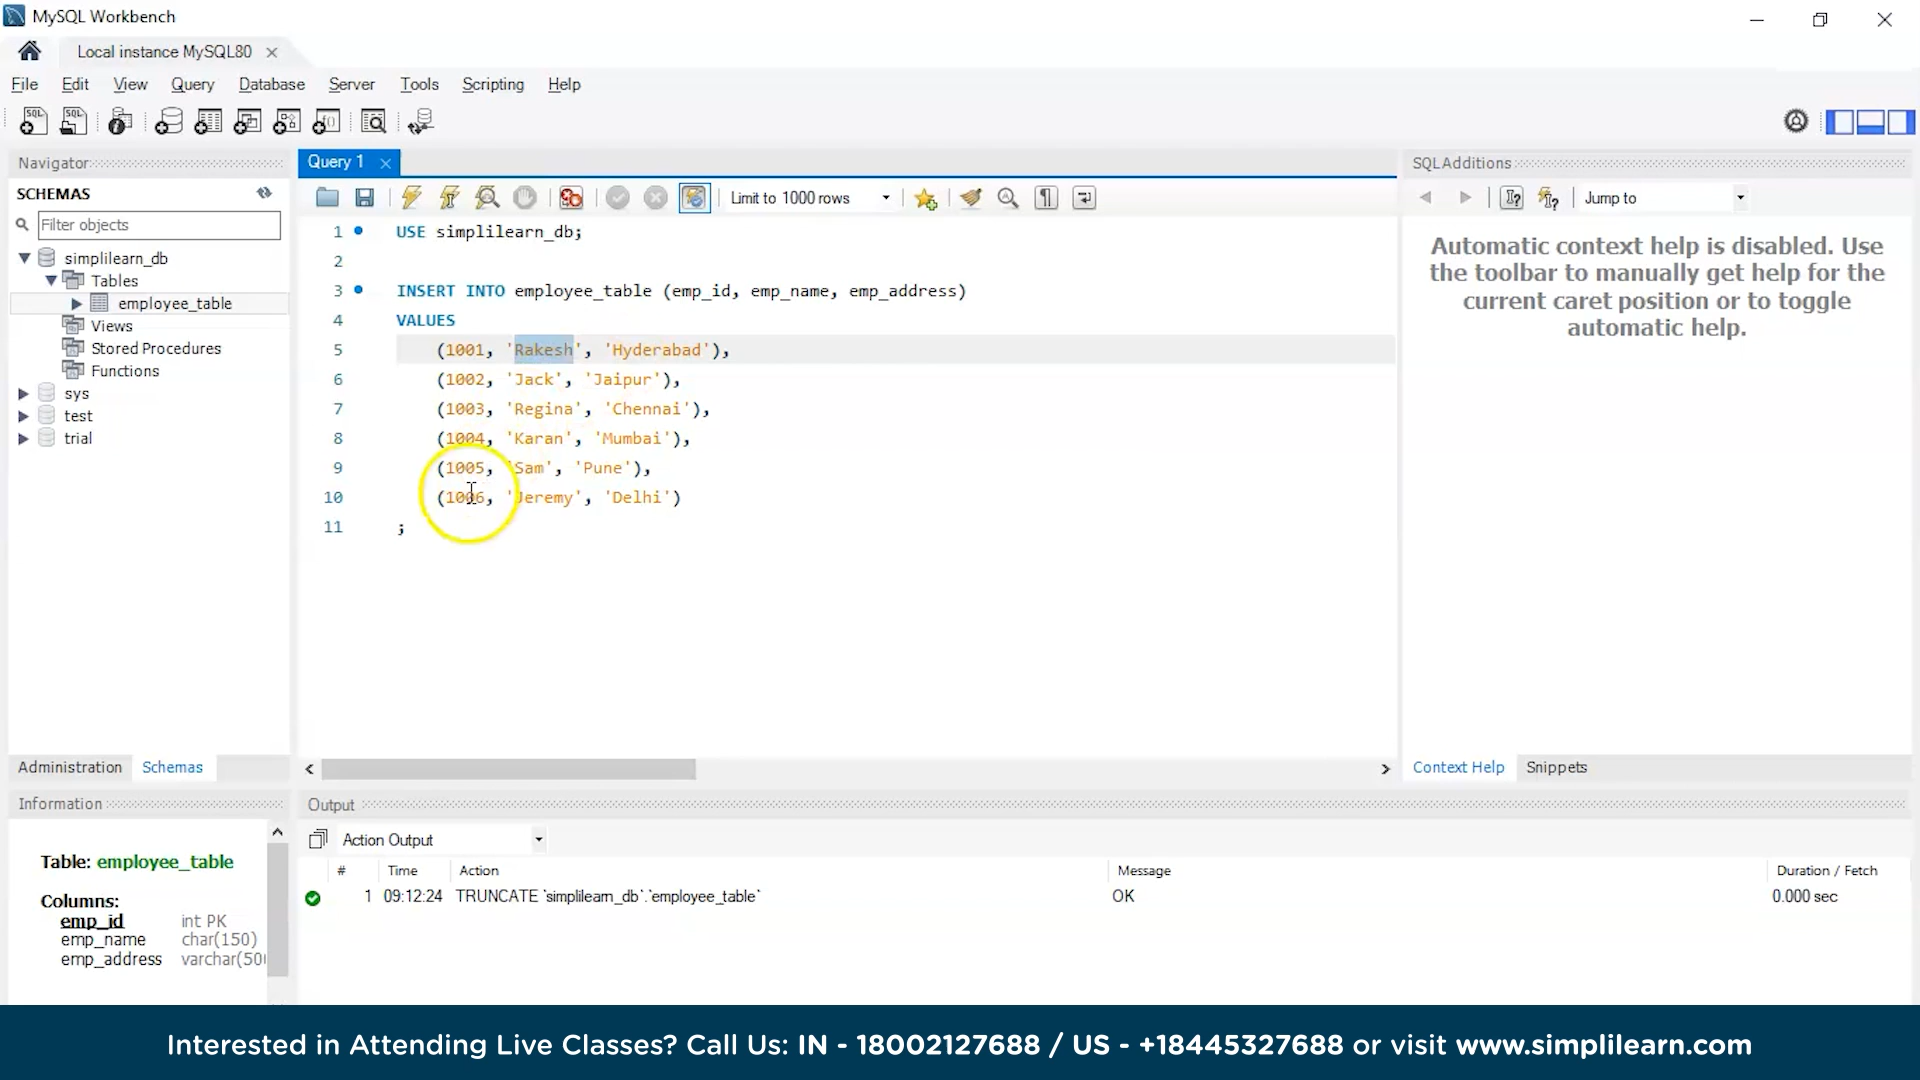 MySQL Workbench
Local instance MySQL80
File Edit View Query Database Server Tools Scripting Help
Navigator
SCHEMAS
Filter objects
simplilearn_db
Tables
employee_table
Views
Stored Procedures
Functions
sys
test
trial
Administration Schemas
Query 1
Limit to 1000 rows
1 USE simplilearn_db;
2
3 INSERT INTO employee_table (emp_id, emp_name, emp_address)
4 VALUES
5 (1001, 'Rakesh', 'Hyderabad'),
6 (1002, 'Jack', 'Jaipur'),
7 (1003, 'Regina', 'Chennai'),
8 (1004, 'Karan', 'Mumbai'),
9 (1005, 'Sam', 'Pune'),
10 (1006, 'Jeremy', 'Delhi')
11 ;
SQLAdditions
Jump to
Automatic context help is disabled. Use
the toolbar to manually get help for the
current caret position or to toggle
automatic help.
Context Help Snippets
Information
Table: employee_table
Columns:
emp_id int PK
emp_name char(150)
emp_address varchar(50
Output
Action Output
# Time Action Message Duration / Fetch
1 09:12:24 TRUNCATE `simplilearn_db`.`employee_table` OK 0.000 sec
Interested in Attending Live Classes? Call Us: IN - 18002127688 / US - +18445327688 or visit www.simplilearn.com